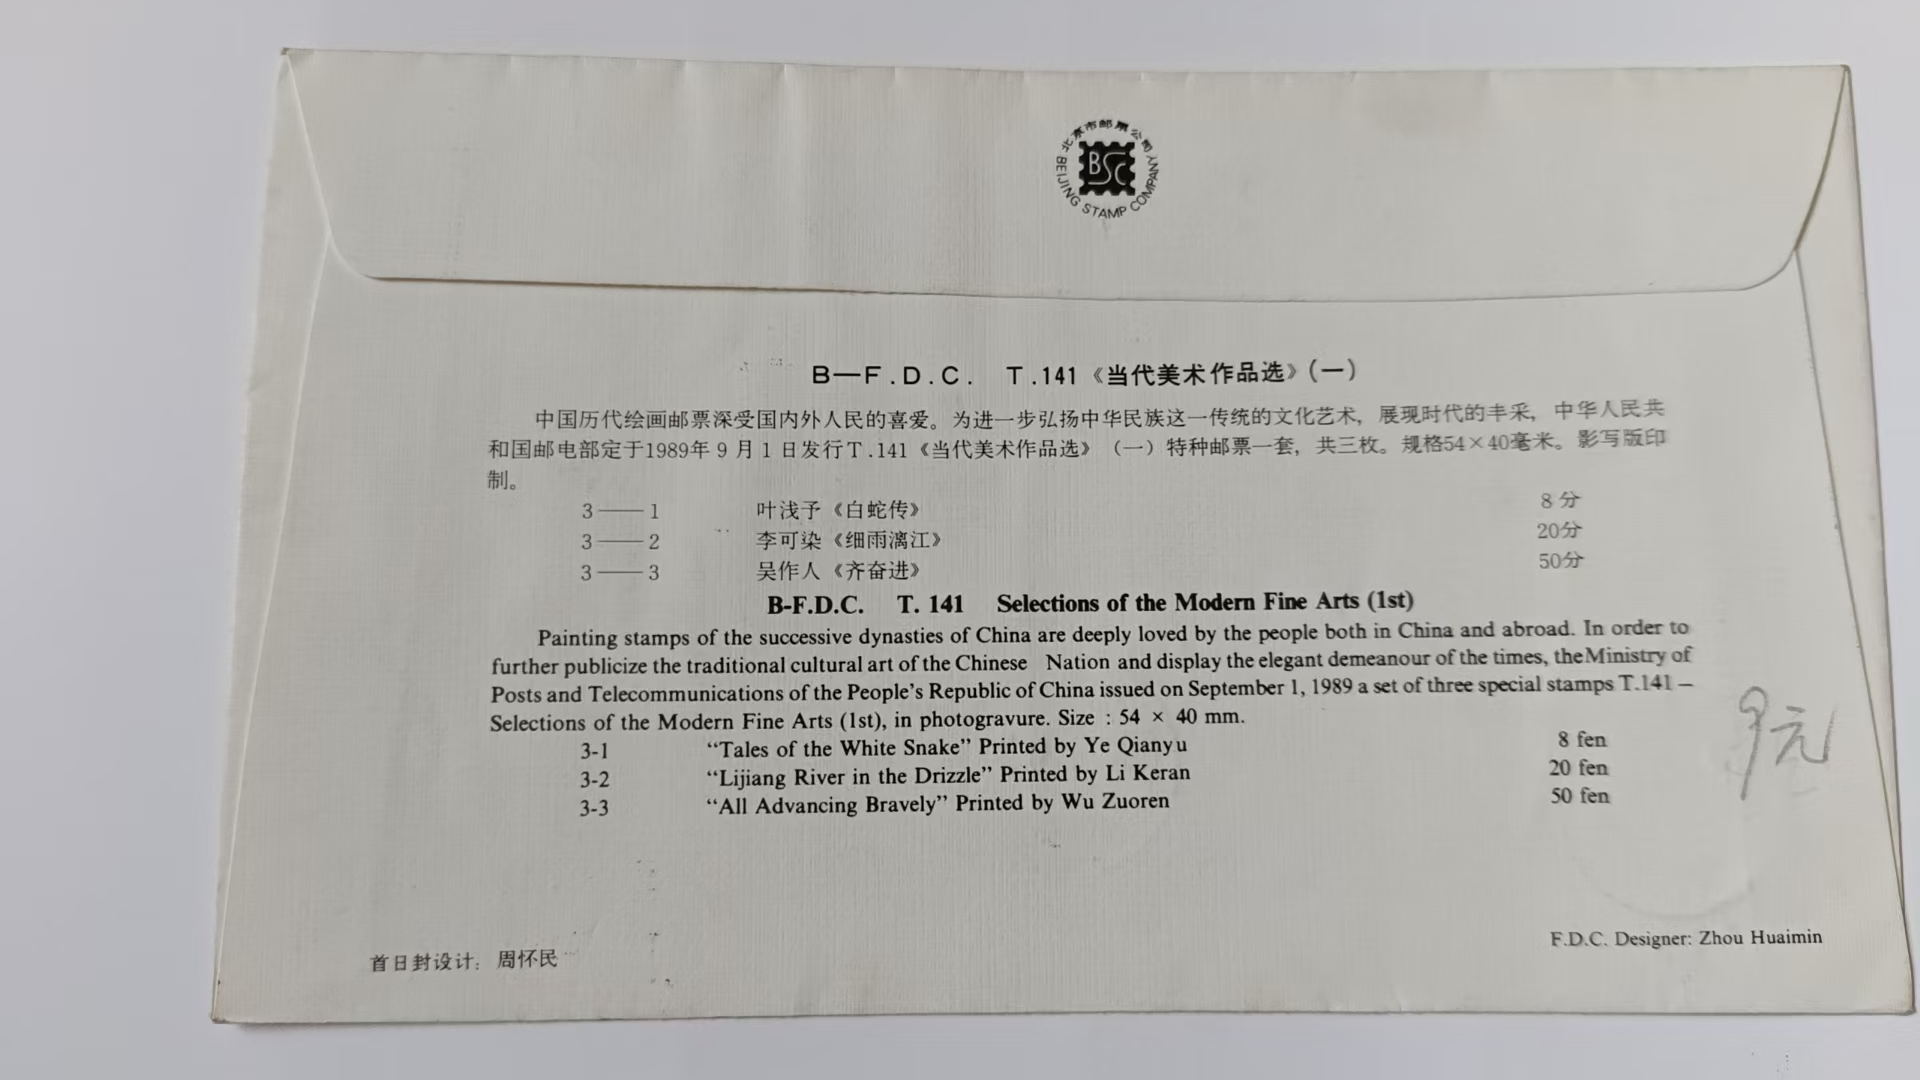 北京市邮票公司
BSC
BEIJING STAMP COMPANY
B—F.D.C. T.141《当代美术作品选》(一)
中国历代绘画邮票深受国内外人民的喜爱。为进一步弘扬中华民族这一传统的文化艺术，展现时代的丰采，中华人民共
和国邮电部定于1989年9月1日发行T.141《当代美术作品选》(一)特种邮票一套，共三枚。规格54×40毫米。影写版印
制。
3——1 叶浅予《白蛇传》 8分
3——2 李可染《细雨漓江》 20分
3——3 吴作人《齐奋进》 50分
B-F.D.C. T. 141 Selections of the Modern Fine Arts (1st)
Painting stamps of the successive dynasties of China are deeply loved by the people both in China and abroad. In order to
further publicize the traditional cultural art of the Chinese Nation and display the elegant demeanour of the times, theMinistry of
Posts and Telecommunications of the People's Republic of China issued on September 1, 1989 a set of three special stamps T.141 –
Selections of the Modern Fine Arts (1st), in photogravure. Size : 54 × 40 mm.
3-1 "Tales of the White Snake" Printed by Ye Qianyu 8 fen
3-2 "Lijiang River in the Drizzle" Printed by Li Keran 20 fen
3-3 "All Advancing Bravely" Printed by Wu Zuoren 50 fen
9元
首日封设计：周怀民
F.D.C. Designer: Zhou Huaimin